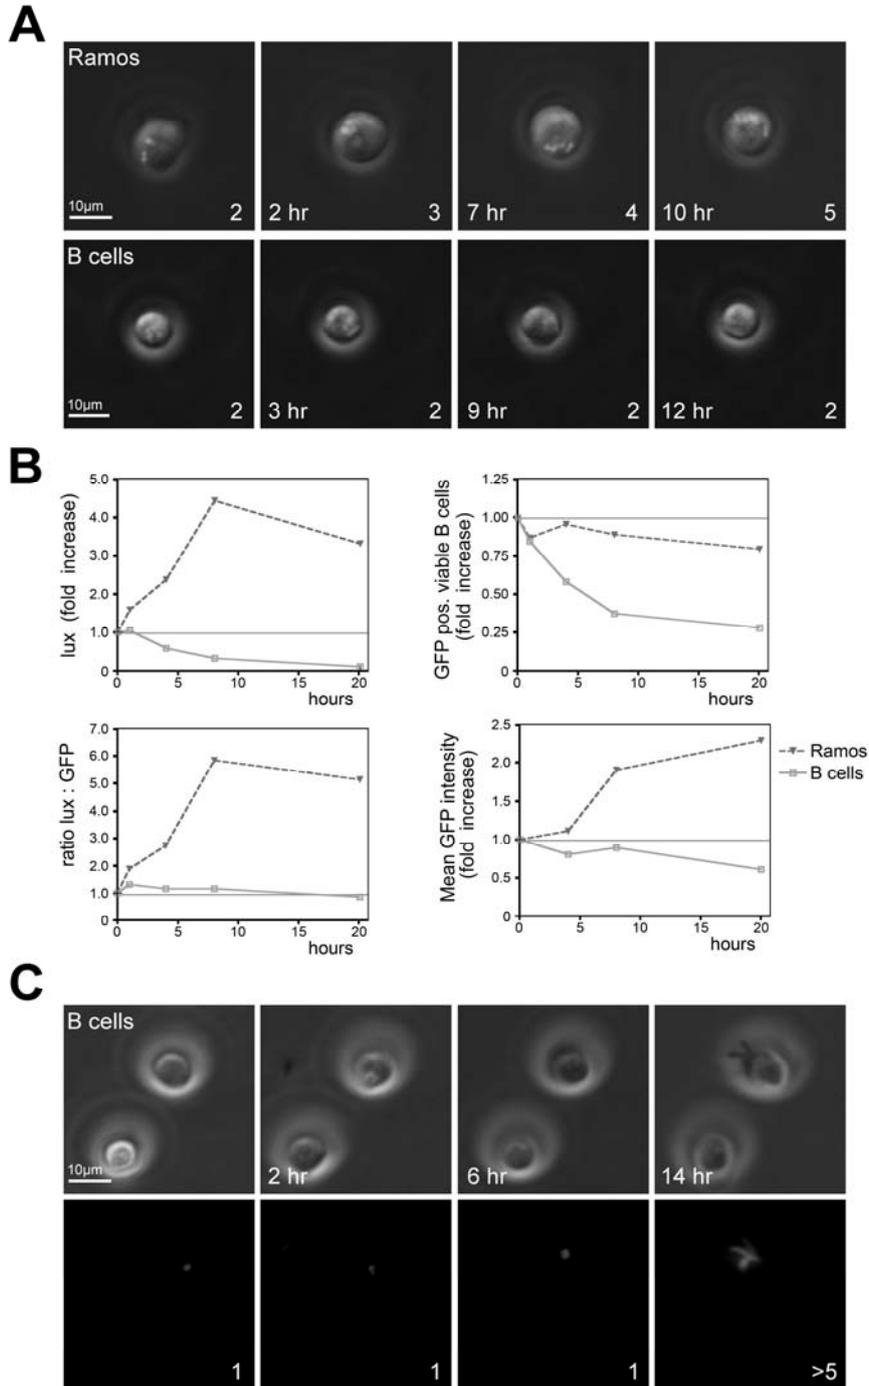 A
Ramos
10µm
2
2 hr
3
7 hr
4
10 hr
5
B cells
10µm
2
3 hr
2
9 hr
2
12 hr
2
B
lux (fold increase)
5.0
4.0
3.0
2.0
1.0
0
0 5 10 15 20
hours
GFP pos. viable B cells
(fold increase)
1.25
1.00
0.75
0.50
0.25
0
0 5 10 15 20
hours
ratio lux : GFP
7.0
6.0
5.0
4.0
3.0
2.0
1.0
0
0 5 10 15 20
hours
Mean GFP intensity
(fold increase)
2.5
2.0
1.5
1.0
0.5
0
0 5 10 15 20
hours
Ramos
B cells
C
B cells
10µm
2 hr
6 hr
14 hr
1
1
1
>5